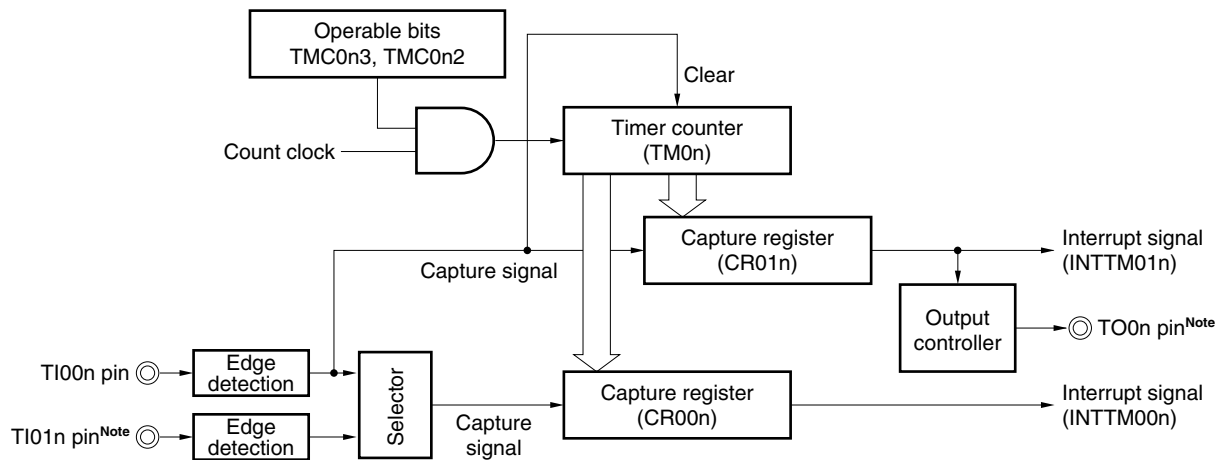 Operable bits
TMC0n3, TMC0n2
Clear
Timer counter
(TM0n)
Count clock
Capture register
(CR01n)
Interrupt signal
(INTTM01n)
Capture signal
Output
controller
TO0n pinNote
TI00n pin
Edge
detection
Selector
Capture register
(CR00n)
Interrupt signal
(INTTM00n)
TI01n pinNote
Edge
detection
Capture
signal